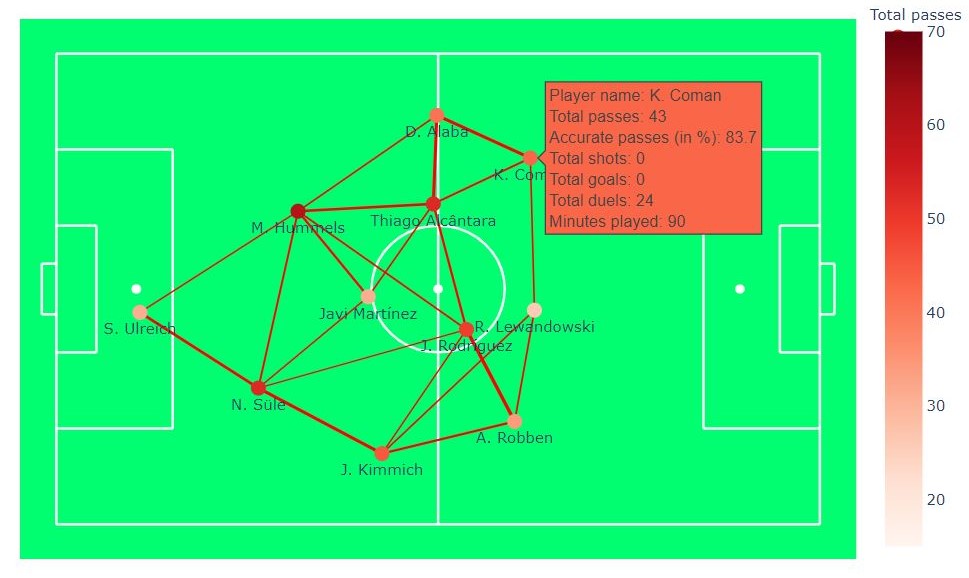 Total passes
70
60
50
40
30
20
Player name: K. Coman
Total passes: 43
Accurate passes (in %): 83.7
Total shots: 0
Total goals: 0
Total duels: 24
Minutes played: 90
D. Alaba
K. Com
Thiago Alcântara
M. Hummels
Javi Martínez
S. Ulreich
R. Lewandowski
J. Rodríguez
N. Süle
A. Robben
J. Kimmich